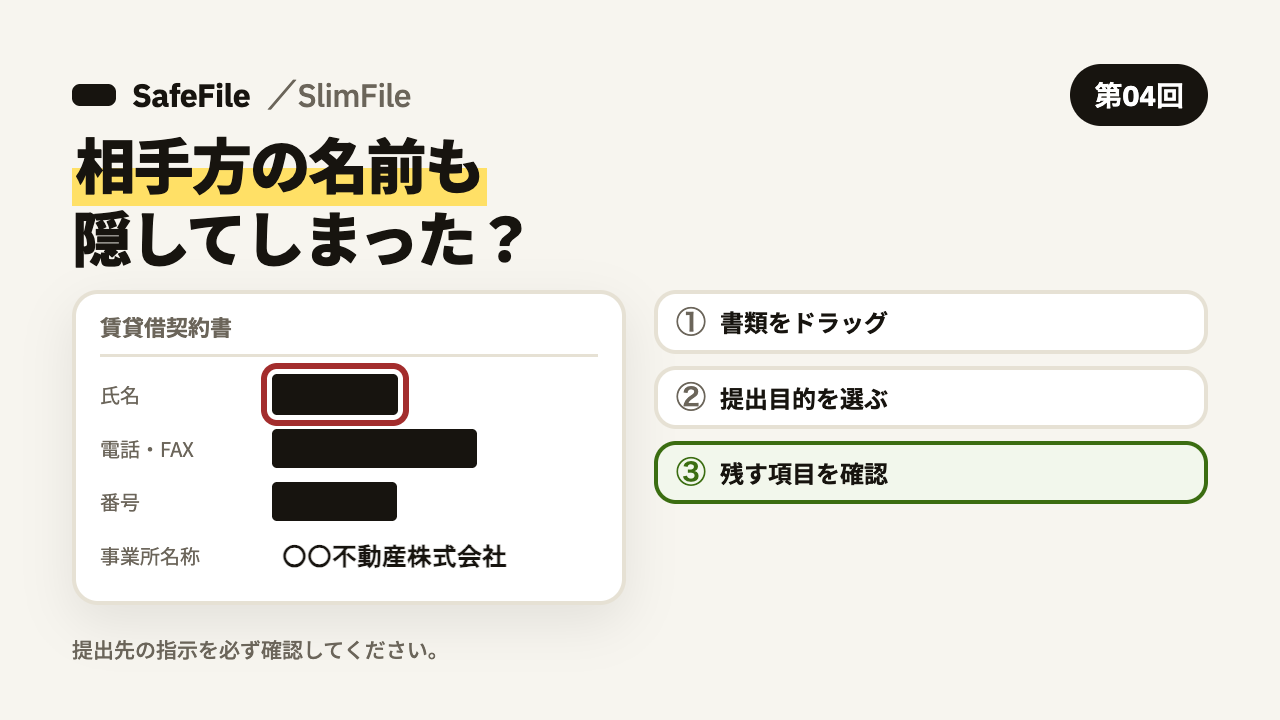 SafeFile ／SlimFile
第04回
相手方の名前も
隠してしまった？
賃貸借契約書
氏名
電話・FAX
番号
事業所名称 〇〇不動産株式会社
① 書類をドラッグ
② 提出目的を選ぶ
③ 残す項目を確認
提出先の指示を必ず確認してください。